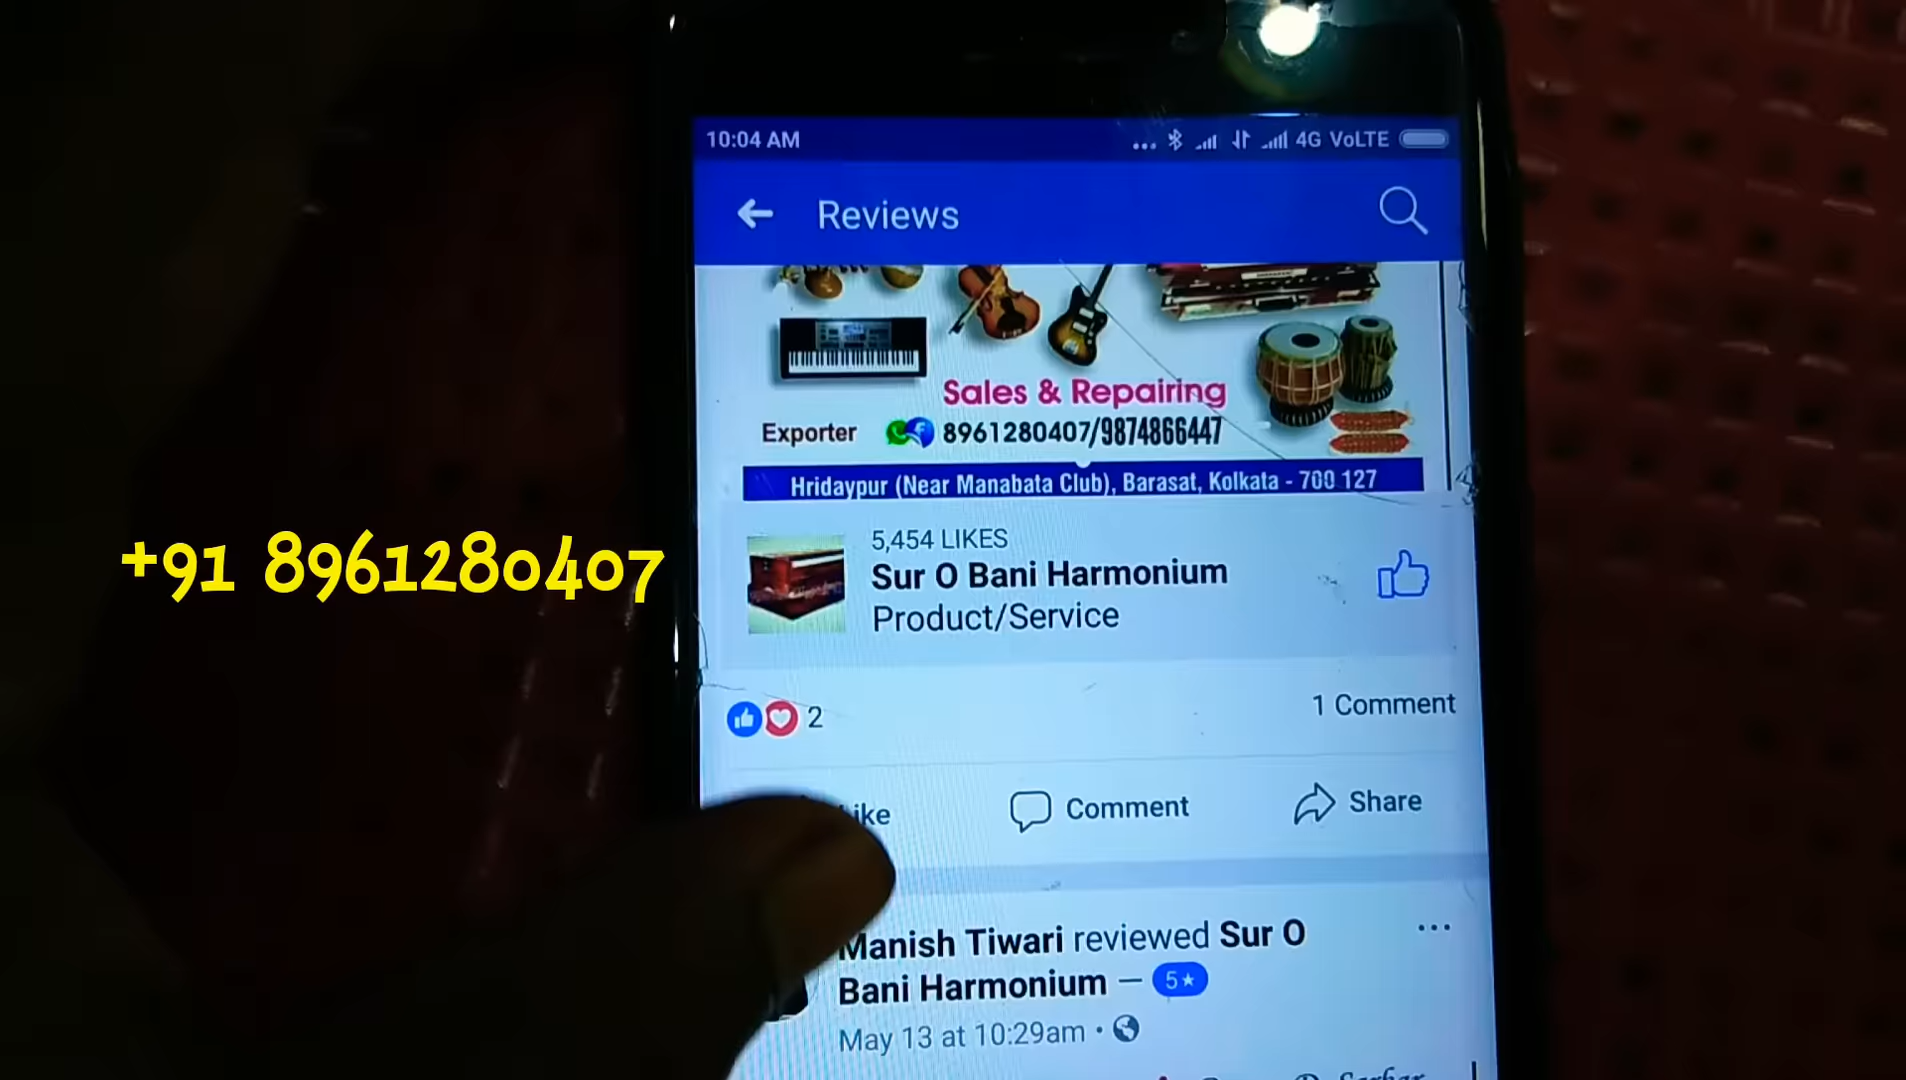 10:04 AM
4G VoLTE
Reviews
Sales & Repairing
Exporter
8961280407/9874866447
Hridaypur (Near Manabata Club), Barasat, Kolkata - 700 127
+91 8961280407
5,454 LIKES
Sur O Bani Harmonium
Product/Service
2
1 Comment
Comment
Share
Manish Tiwari reviewed Sur O
Bani Harmonium — 5★
May 13 at 10:29am •